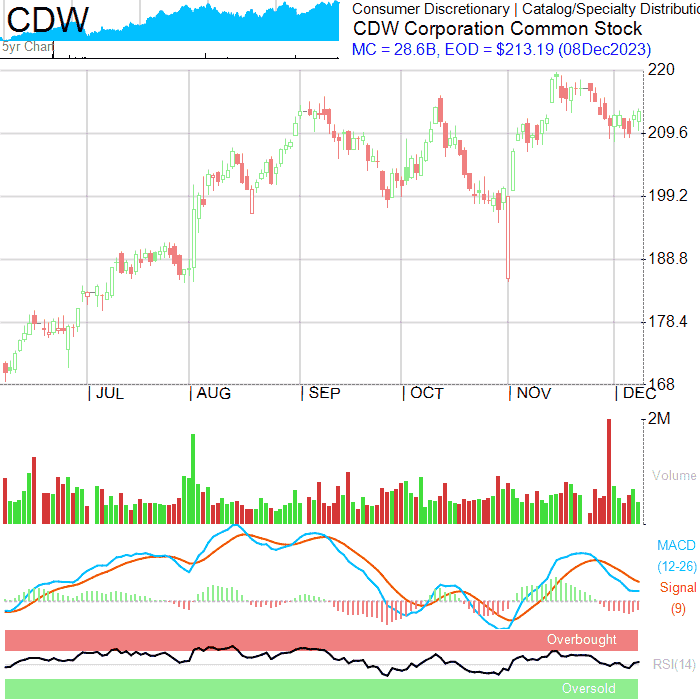 CDW
5yr Chart
Consumer Discretionary | Catalog/Specialty Distributio
CDW Corporation Common Stock
MC = 28.6B, EOD = $213.19 (08Dec2023)
220
209.6
199.2
188.8
178.4
168
JUL AUG SEP OCT NOV DEC
2M
Volume
MACD
(12-26)
Signal
(9)
Overbought
RSI(14)
Oversold